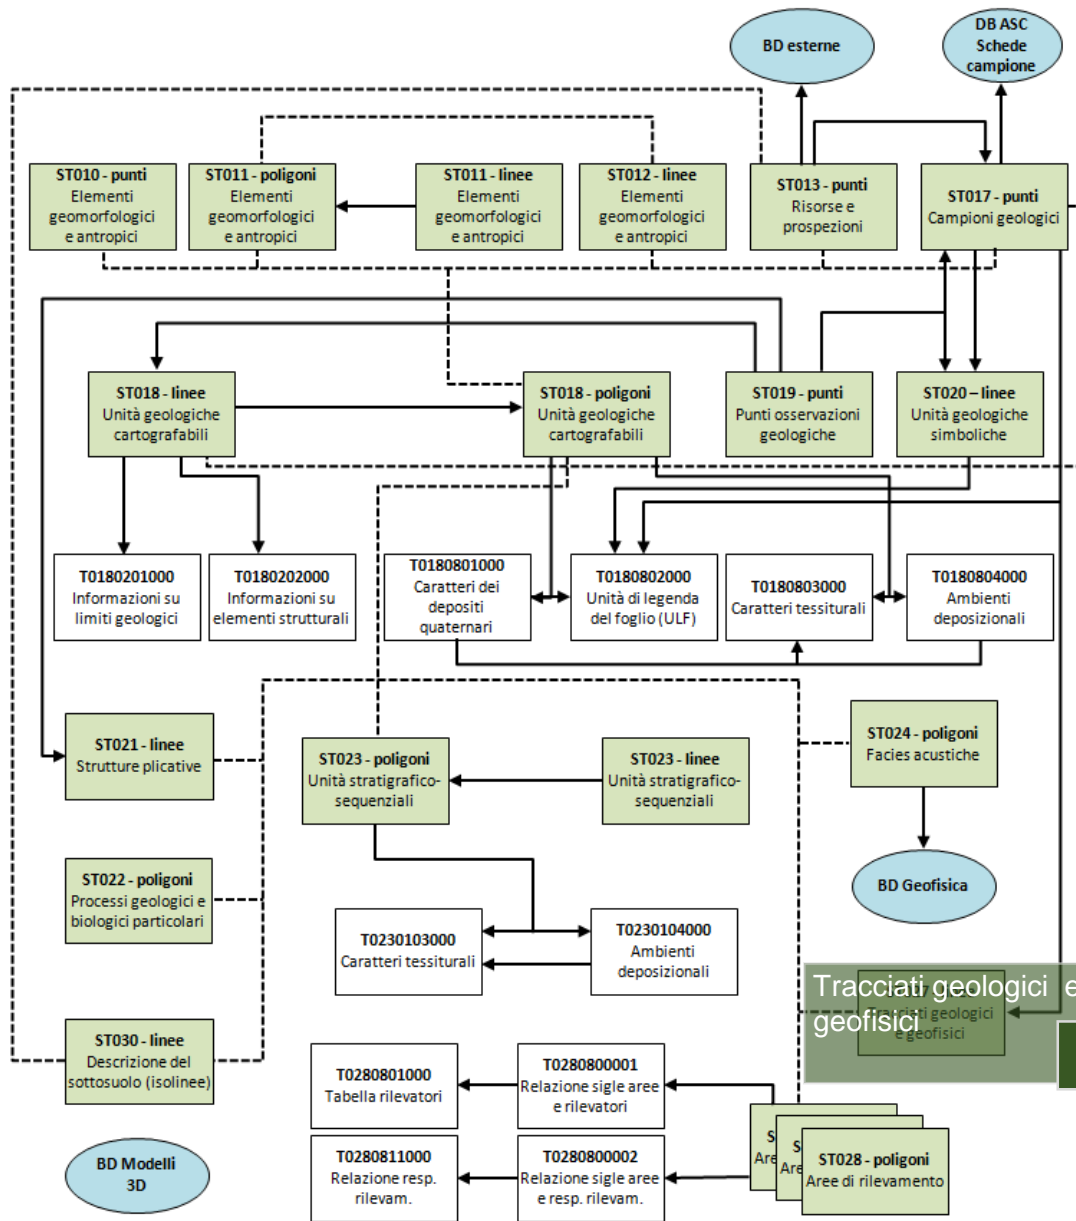 BD esterne
DB ASC
Schede
campione
ST010 - punti
Elementi
geomorfologici
e antropici
ST011 - poligoni
Elementi
geomorfologici
e antropici
ST011 - linee
Elementi
geomorfologici
e antropici
ST012 - linee
Elementi
geomorfologici
e antropici
ST013 - punti
Risorse e
prospezioni
ST017 - punti
Campioni geologici
ST018 - linee
Unità geologiche
cartografabili
ST018 - poligoni
Unità geologiche
cartografabili
ST019 - punti
Punti osservazioni
geologiche
ST020 – linee
Unità geologiche
simboliche
T0180201000
Informazioni su
limiti geologici
T0180202000
Informazioni su
elementi strutturali
T0180801000
Caratteri dei
depositi
quaternari
T0180802000
Unità di legenda
del foglio (ULF)
T0180803000
Caratteri tessiturali
T0180804000
Ambienti
deposizionali
ST021 - linee
Strutture plicative
ST023 - poligoni
Unità stratigrafico-
sequenziali
ST023 - linee
Unità stratigrafico-
sequenziali
ST024 - poligoni
Facies acustiche
BD Geofisica
ST022 - poligoni
Processi geologici e
biologici particolari
T0230103000
Caratteri tessiturali
T0230104000
Ambienti
deposizionali
Tracciati geologici e
geofisici
Tracciati geologici
e geofisici
ST030 - linee
Descrizione del
sottosuolo (isolinee)
T0280801000
Tabella rilevatori
T0280800001
Relazione sigle aree
e rilevatori
T0280811000
Relazione resp.
rilevam.
T0280800002
Relazione sigle aree
e resp. rilevam.
S
Are
S
Are
ST028 - poligoni
Aree di rilevamento
BD Modelli
3D